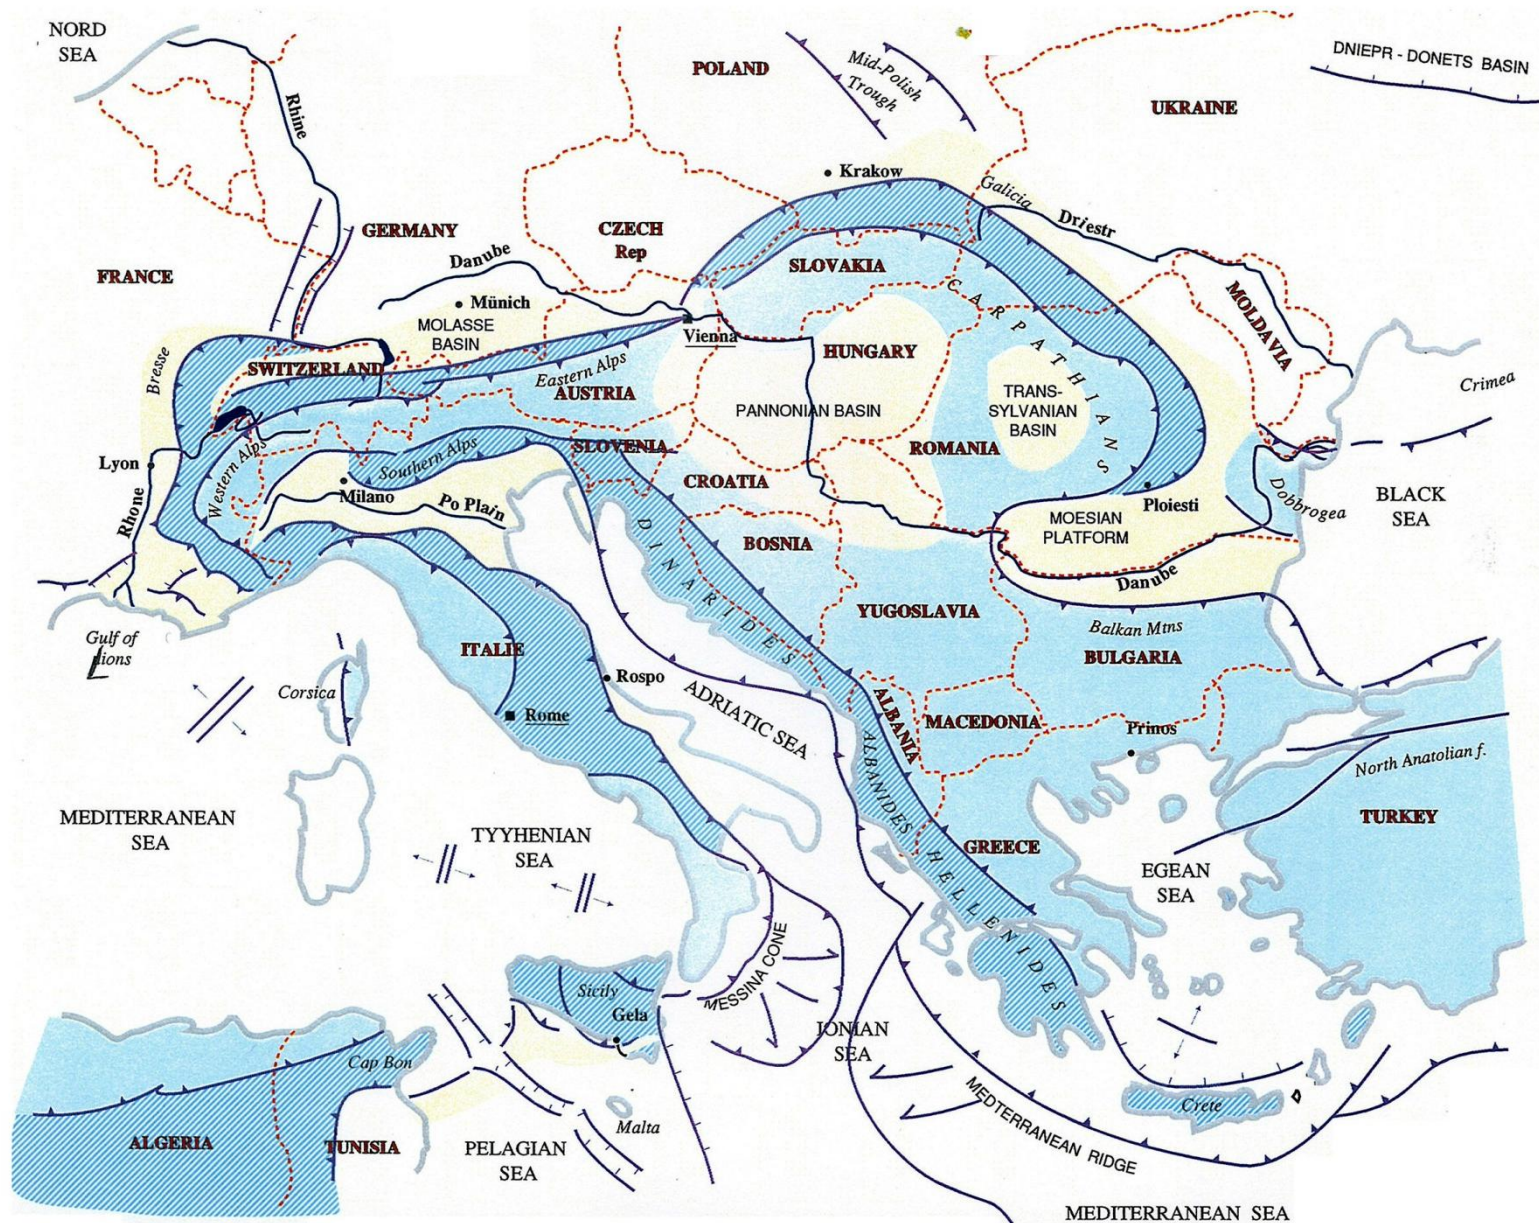 NORD
SEA
POLAND
Mid-Polish
Trough
DNIEPR - DONETS BASIN
UKRAINE
Rhine
Krakow
Galicia
Driestr
GERMANY
CZECH
Rep
FRANCE
Danube
SLOVAKIA
CARPATHIANS
MOLDAVIA
Münich
MOLASSE
BASIN
Vienna
HUNGARY
Bresse
SWITZERLAND
Eastern Alps
AUSTRIA
Crimea
TRANS-
SYLVANIAN
BASIN
PANNONIAN BASIN
SLOVENIA
ROMANIA
Lyon
Western Alps
Southern Alps
CROATIA
Milano
Po Plain
Rhone
Ploiesti
Dobbrogea
BLACK
SEA
MOESIAN
PLATFORM
BOSNIA
DINARIDES
Danube
YUGOSLAVIA
Balkan Mtns
BULGARIA
Gulf of
lions
ITALIE
Corsica
Rospo
Rome
ADRIATIC SEA
ALBANIA
MACEDONIA
Prinos
North Anatolian f.
ALBANIDES
MEDITERRANEAN
SEA
TYYHENIAN
SEA
TURKEY
GREECE
HELLENIDES
EGEAN
SEA
MESSINA CONE
Sicily
Gela
IONIAN
SEA
Cap Bon
MEDTERRANEAN RIDGE
Crete
Malta
ALGERIA
TUNISIA
PELAGIAN
SEA
MEDITERRANEAN SEA